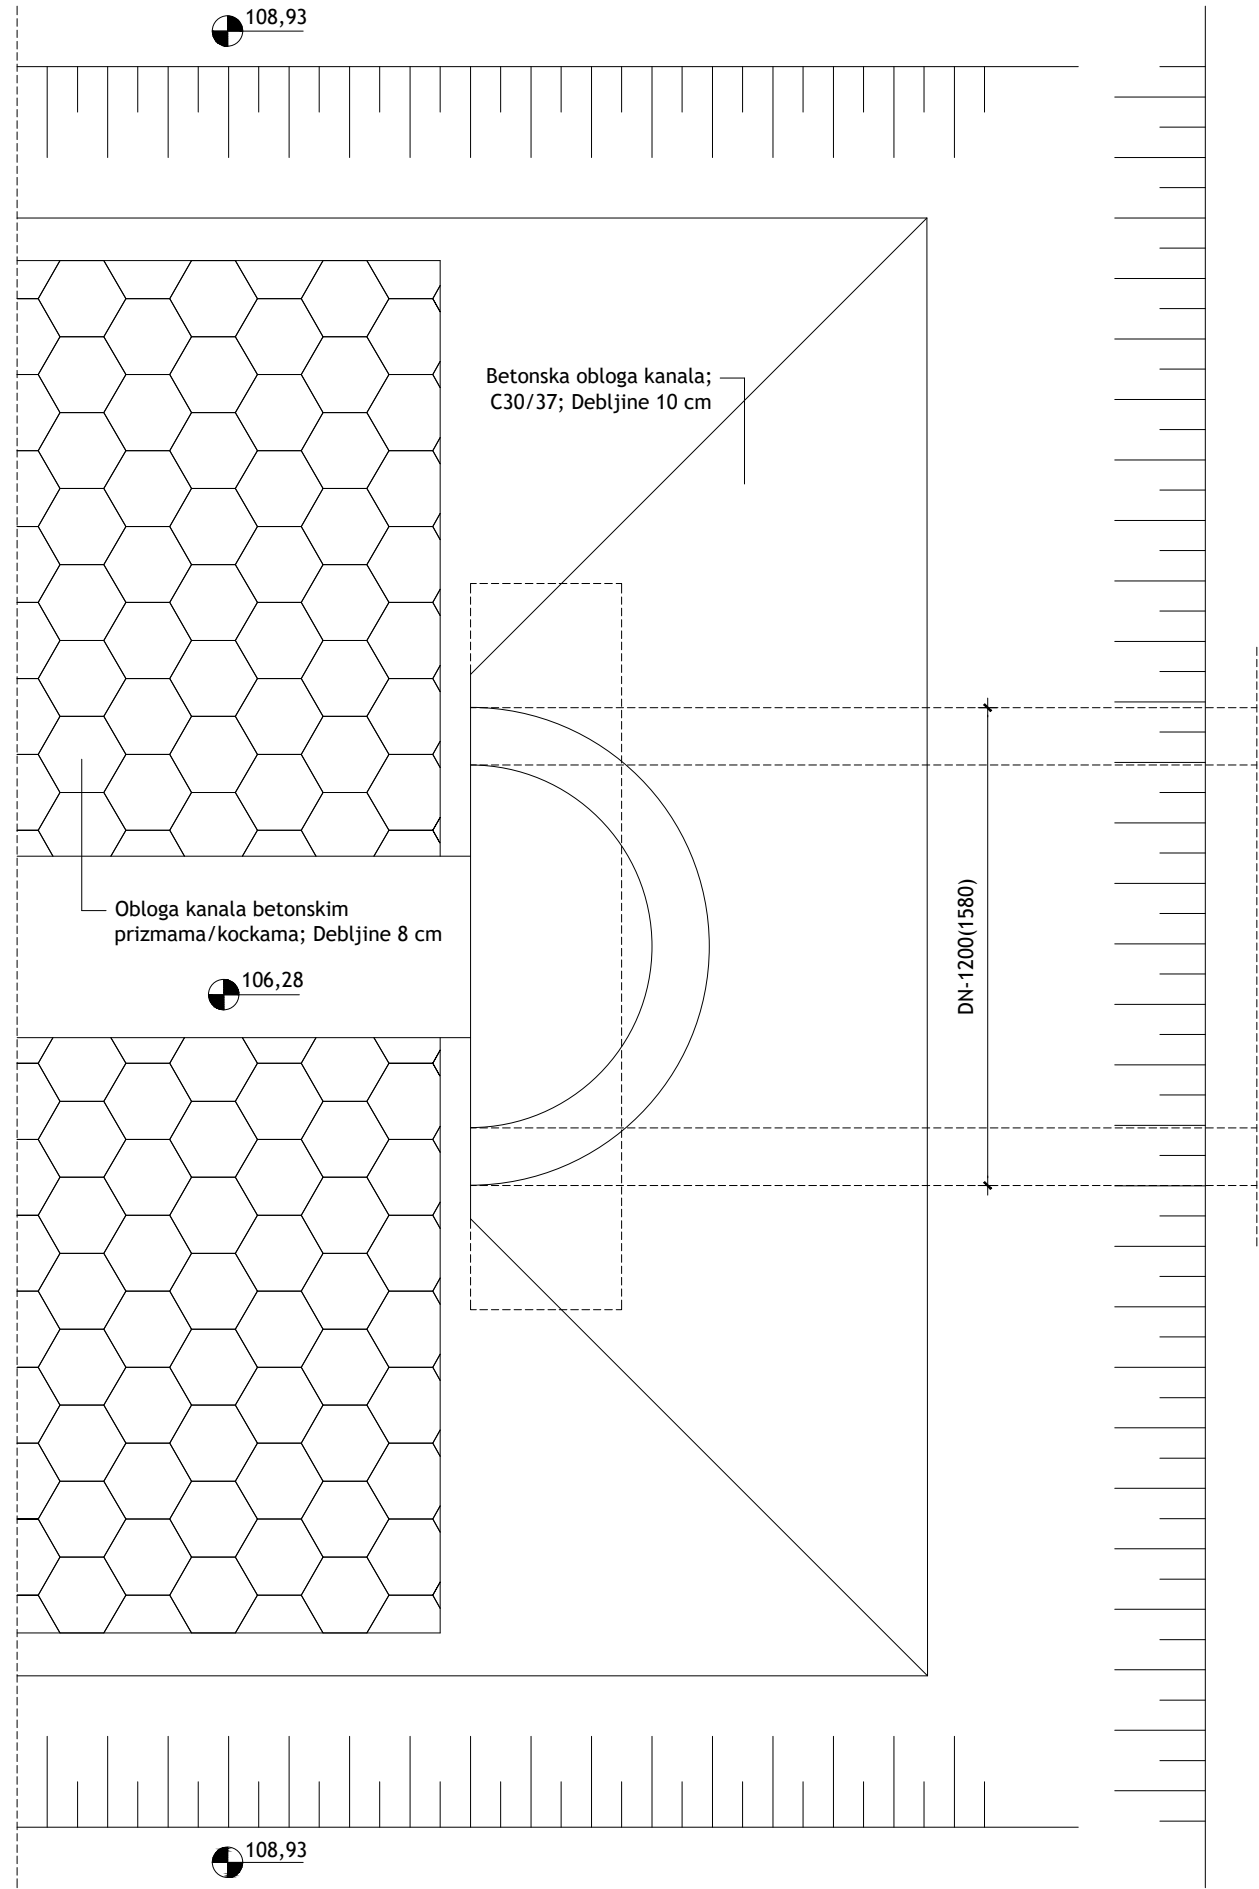 108,93
Betonska obloga kanala;
C30/37; Debljine 10 cm
Obloga kanala betonskim
prizmama/kockama; Debljine 8 cm
106,28
DN-1200(1580)
108,93